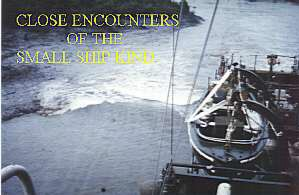 CLOSE ENCOUNTERS
OF THE
SMALL SHIP KIND